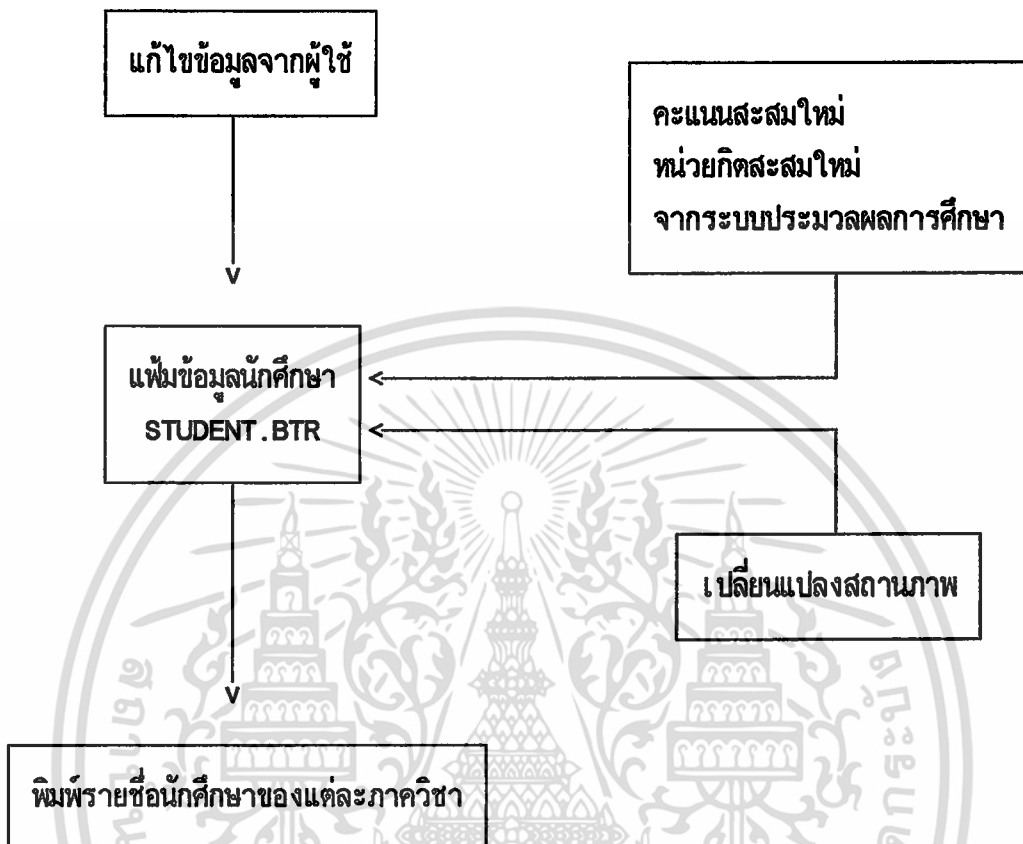 แก้ไขข้อมูลจากผู้ใช้
คะแนนสะสมใหม่
หน่วยกิตสะสมใหม่
จากระบบประมวลผลการศึกษา
v
แฟ้มข้อมูลนักศึกษา
STUDENT.BTR
<
<
เปลี่ยนแปลงสถานภาพ
v
พิมพ์รายชื่อนักศึกษาของแต่ละภาควิชา